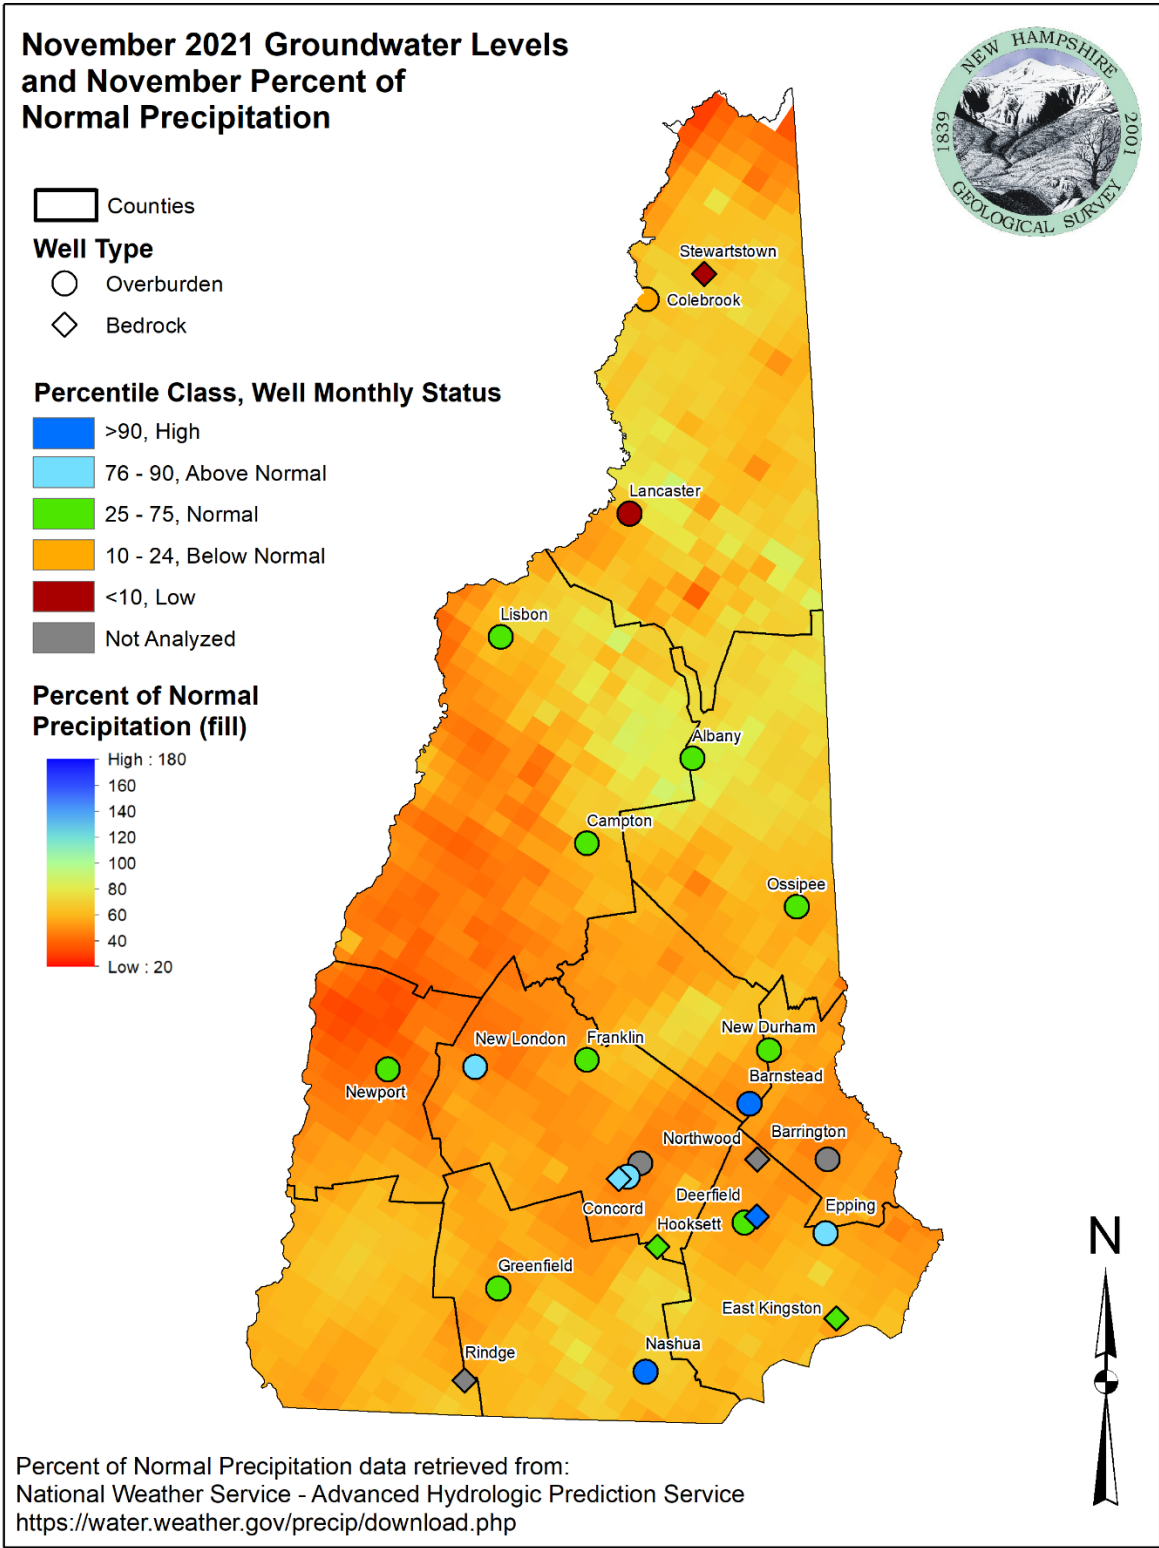 November 2021 Groundwater Levels
and November Percent of
Normal Precipitation
NEW HAMPSHIRE
1839
2001
GEOLOGICAL SURVEY
Counties
Well Type
Overburden
Bedrock
Percentile Class, Well Monthly Status
>90, High
76 - 90, Above Normal
25 - 75, Normal
10 - 24, Below Normal
<10, Low
Not Analyzed
Percent of Normal
Precipitation (fill)
High : 180
160
140
120
100
80
60
40
Low : 20
Stewartstown
Colebrook
Lancaster
Lisbon
Albany
Campton
Ossipee
New Durham
New London
Franklin
Barnstead
Newport
Northwood
Barrington
Deerfield
Concord
Epping
Hooksett
Greenfield
East Kingston
Nashua
Rindge
N
Percent of Normal Precipitation data retrieved from:
National Weather Service - Advanced Hydrologic Prediction Service
https://water.weather.gov/precip/download.php